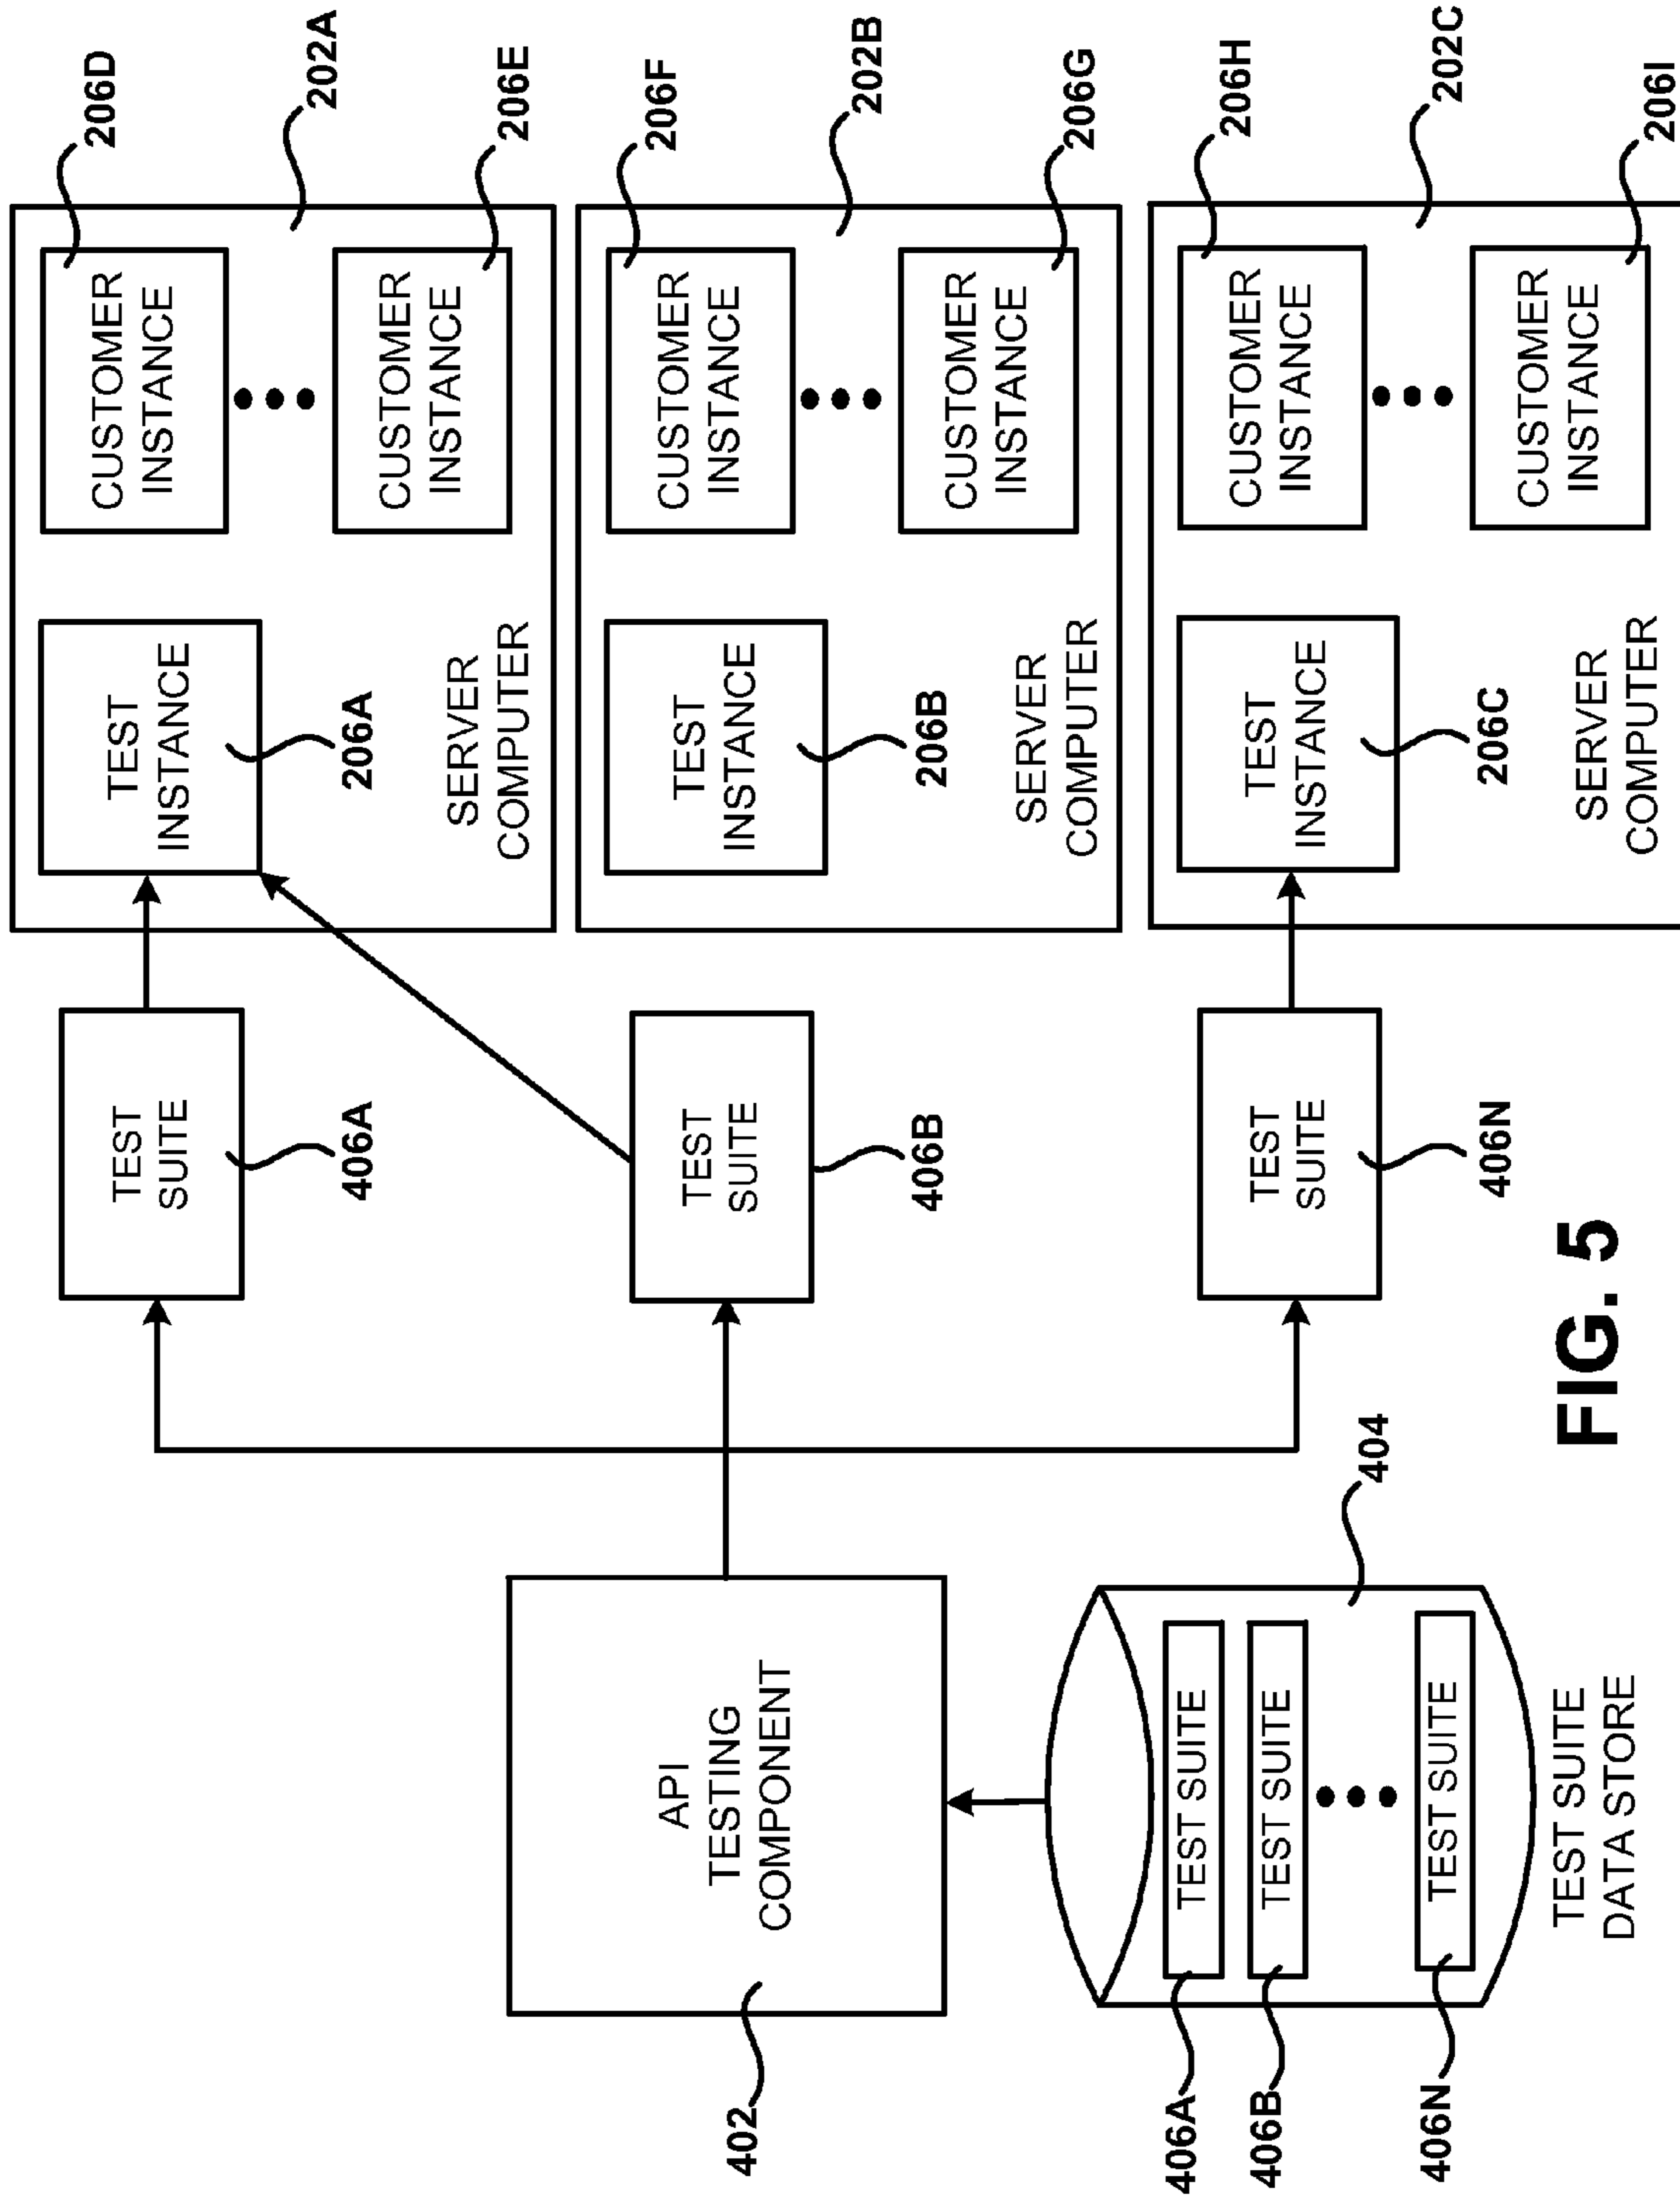 402
API
TESTING
COMPONENT
406A
TEST SUITE
406B
TEST SUITE
406N
TEST SUITE
404
TEST SUITE
DATA STORE
TEST
SUITE
406A
TEST
SUITE
406B
TEST
SUITE
406N
TEST
INSTANCE
206A
SERVER
COMPUTER
CUSTOMER
INSTANCE
206D
202A
CUSTOMER
INSTANCE
206E
TEST
INSTANCE
206B
SERVER
COMPUTER
CUSTOMER
INSTANCE
206F
202B
CUSTOMER
INSTANCE
206G
TEST
INSTANCE
206C
SERVER
COMPUTER
CUSTOMER
INSTANCE
206H
202C
CUSTOMER
INSTANCE
206I
FIG. 5